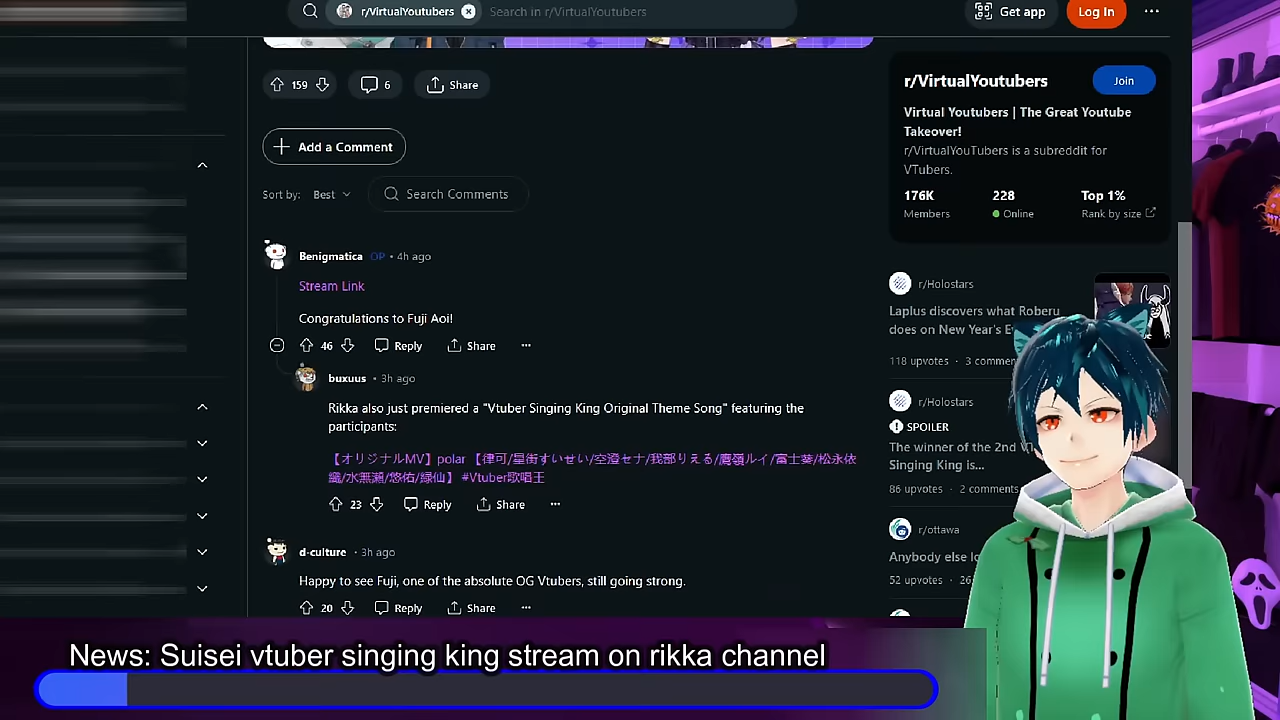 r/VirtualYoutubers
Search in r/VirtualYoutubers
Get app
Log In
159
6
Share
Add a Comment
Sort by:
Best
Search Comments
Benigmatica OP • 4h ago
Stream Link
Congratulations to Fuji Aoi!
46
Reply
Share
buxuus • 3h ago
Rikka also just premiered a "Vtuber Singing King Original Theme Song" featuring the
participants:
【オリジナルMV】polar 【律可/星街すいせい/空澄セナ/我部りえる/鷹嶺ルイ/富士葵/松永依
織/水無瀬/悠佑/緑仙】 #Vtuber歌唱王
23
Reply
Share
d-culture • 3h ago
Happy to see Fuji, one of the absolute OG Vtubers, still going strong.
20
Reply
Share
r/VirtualYoutubers
Join
Virtual Youtubers | The Great Youtube
Takeover!
r/VirtualYouTubers is a subreddit for
VTubers.
176K
228
Top 1%
Members
Online
Rank by size
r/Holostars
Laplus discovers what Roberu
does on New Year's
118 upvotes •
r/Holostars
SPOILER
The winner of the 2nd
Singing King is...
86 upvotes • 2 comments
r/ottawa
Anybody else
52 upvotes •
News: Suisei vtuber singing king stream on rikka channel